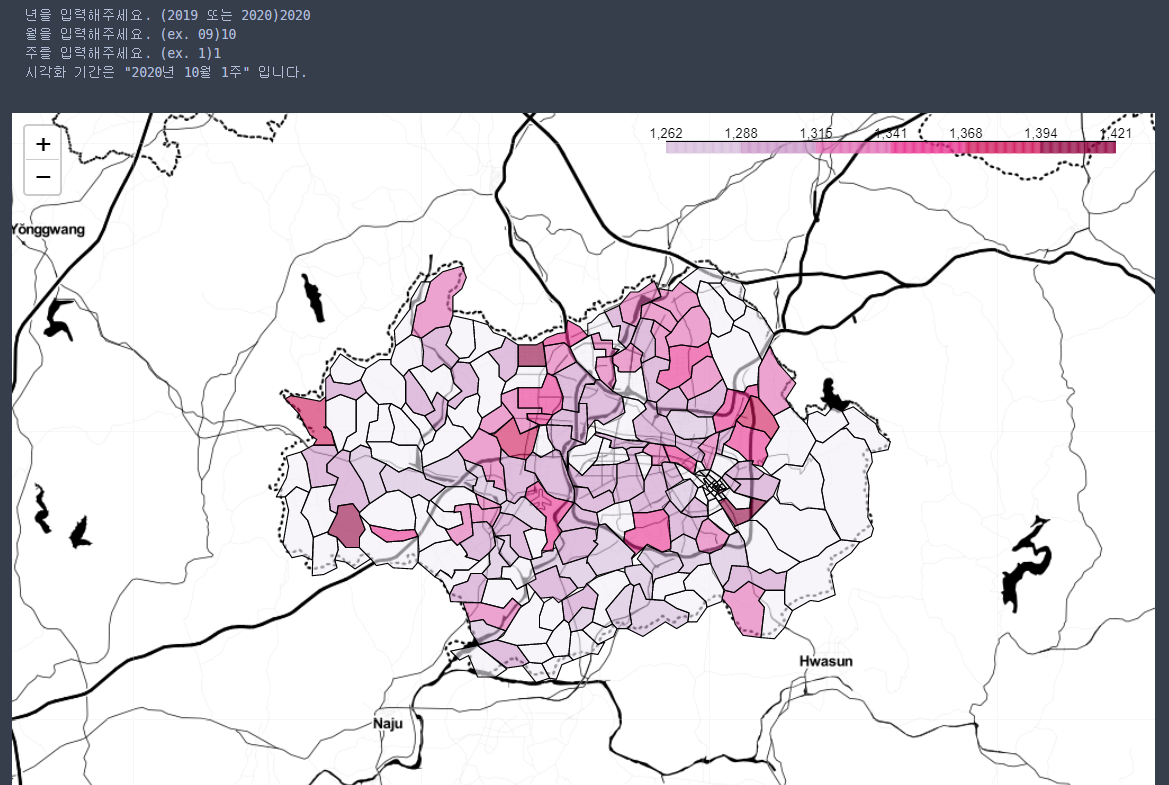 년을 입력해주세요. (2019 또는 2020)2020
월을 입력해주세요. (ex. 09)10
주를 입력해주세요. (ex. 1)1
시각화 기간은 "2020년 10월 1주" 입니다.
+
−
1,262 1,288 1,315 1,341 1,368 1,394 1,421
Yŏnggwang
Hwasun
Naju